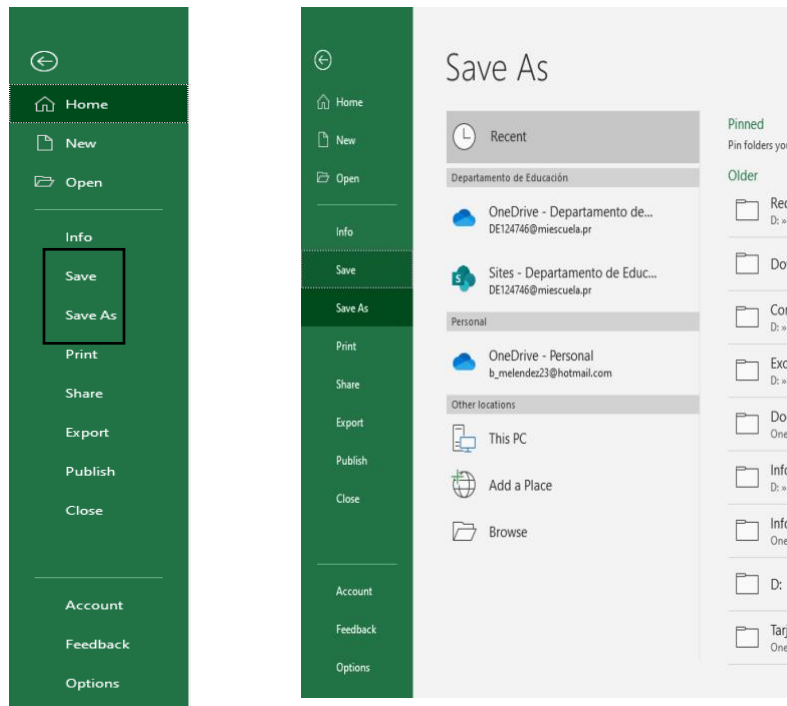 Home
New
Open
Info
Save
Save As
Print
Share
Export
Publish
Close
Account
Feedback
Options
Home
New
Open
Info
Save
Save As
Print
Share
Export
Publish
Close
Account
Feedback
Options
Save As
Recent
Departamento de Educación
OneDrive - Departamento de...
DE124746@miescuela.pr
Sites - Departamento de Educ...
DE124746@miescuela.pr
Personal
OneDrive - Personal
b_melendez23@hotmail.com
Other locations
This PC
Add a Place
Browse
Pinned
Pin folders
Older
D: »
D: »
D: »
D: »
D: